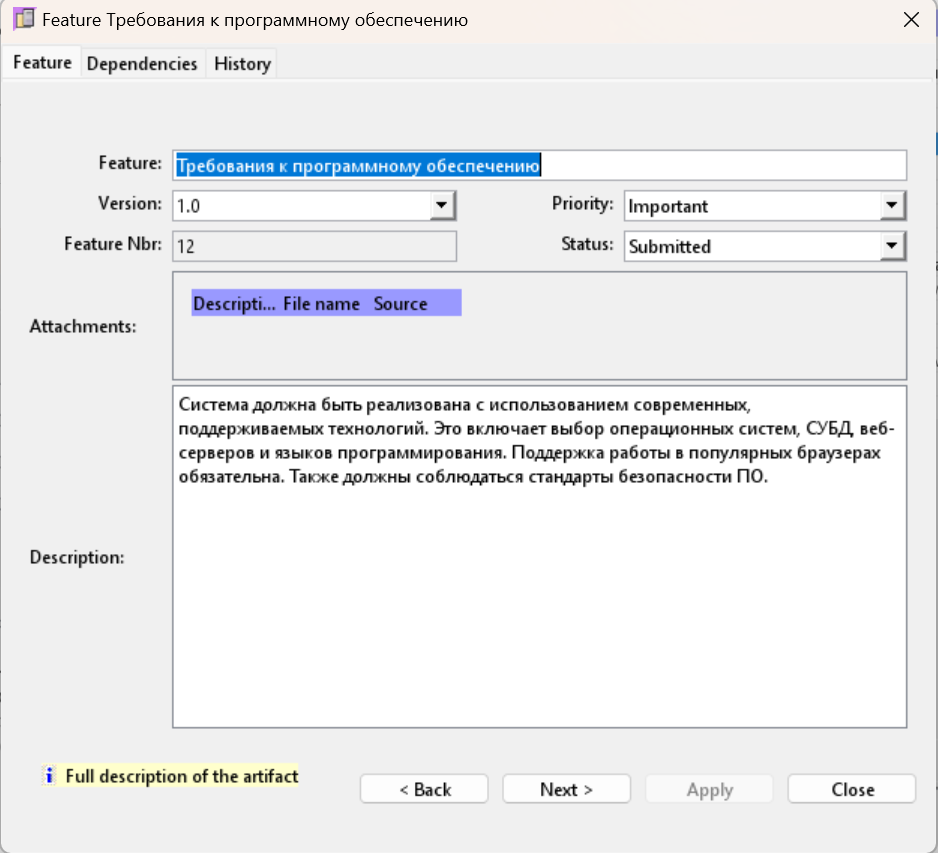 Feature Требования к программному обеспечению
Feature Dependencies History
Feature: Требования к программному обеспечению
Version: 1.0 Priority: Important
Feature Nbr: 12 Status: Submitted
Attachments: Descripti... File name Source
Система должна быть реализована с использованием современных,
поддерживаемых технологий. Это включает выбор операционных систем, СУБД, веб-
серверов и языков программирования. Поддержка работы в популярных браузерах
обязательна. Также должны соблюдаться стандарты безопасности ПО.
Description:
i Full description of the artifact
< Back Next > Apply Close